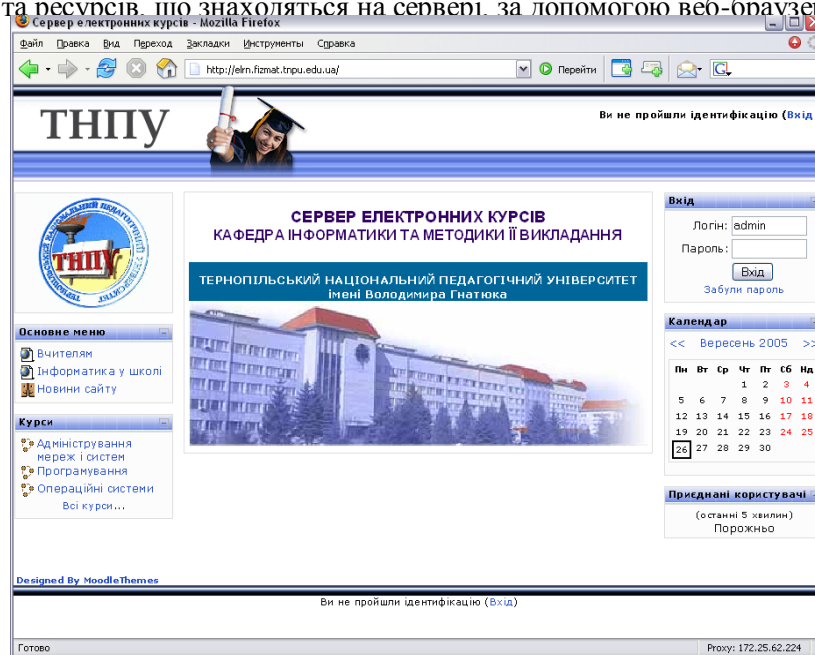 та ресурсів, що знаходяться на сервері, за допомогою веб-браузе
Сервер електронних курсів - Mozilla Firefox
Файл Правка Вид Переход Закладки Инструменты Справка
http://elrn.fizmat.tnpu.edu.ua/ Перейти
ТНПУ
Ви не пройшли ідентифікацію (Вхід
ТНПУ
СЕРВЕР ЕЛЕКТРОННИХ КУРСІВ
КАФЕДРА ІНФОРМАТИКИ ТА МЕТОДИКИ ЇЇ ВИКЛАДАННЯ
ТЕРНОПІЛЬСЬКИЙ НАЦІОНАЛЬНИЙ ПЕДАГОГІЧНИЙ УНІВЕРСИТЕТ
імені Володимира Гнатюка
Основне меню
Вчителям
Інформатика у школі
Новини сайту
Курси
Адміністрування
мереж і систем
Програмування
Операційні системи
Всі курси...
Вхід
Логін: admin
Пароль:
Вхід
Забули пароль
Календар
<< Вересень 2005 >>
Пн Вт Ср Чт Пт Сб Нд
1 2 3 4
5 6 7 8 9 10 11
12 13 14 15 16 17 18
19 20 21 22 23 24 25
26 27 28 29 30
Приєднані користувачі
(останні 5 хвилин)
Порожньо
Designed By MoodleThemes
Ви не пройшли ідентифікацію (Вхід)
Готово
Proxy: 172.25.62.224